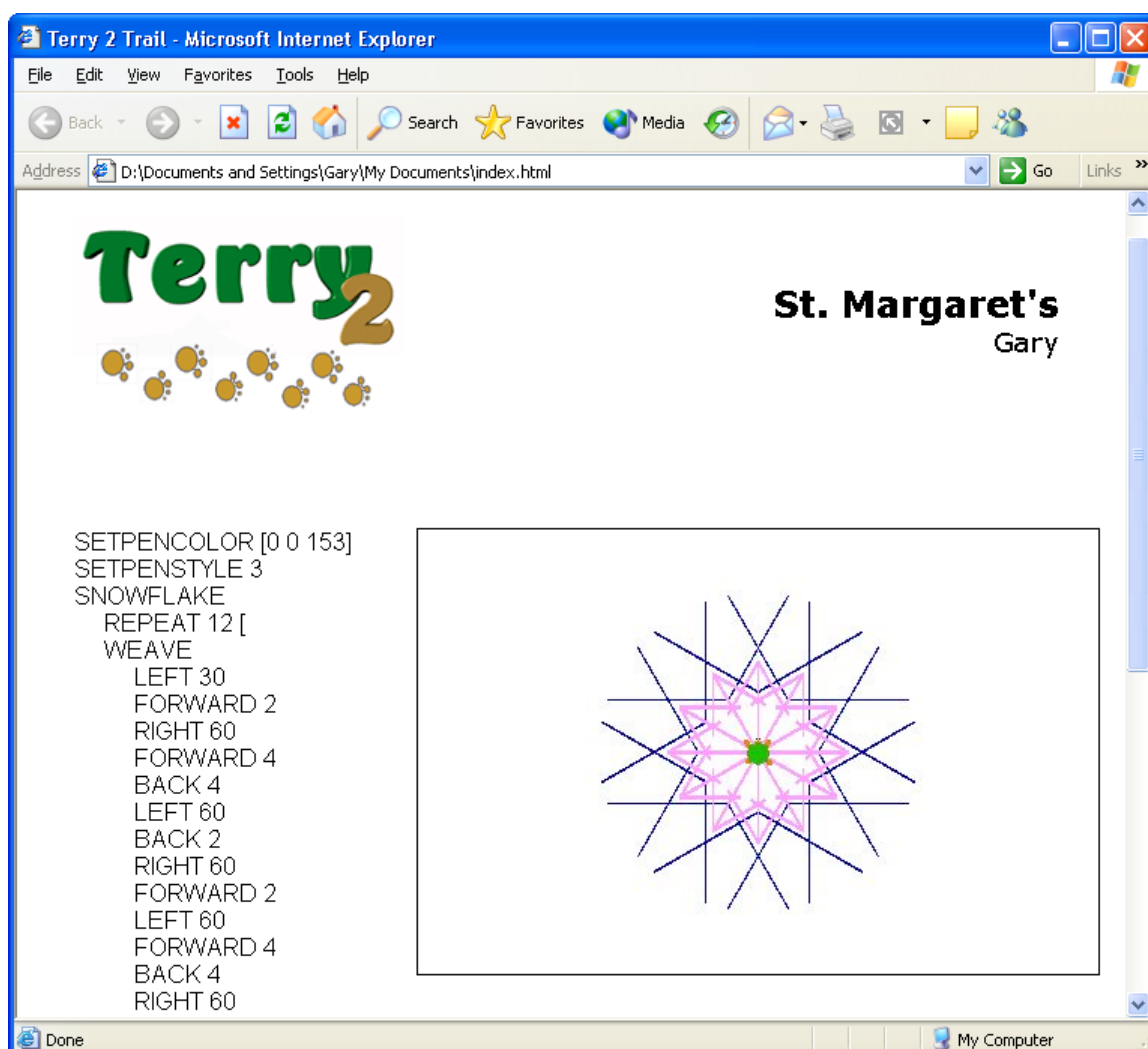 Terry 2 Trail - Microsoft Internet Explorer
File Edit View Favorites Tools Help
Back Search Favorites Media
Address D:\Documents and Settings\Gary\My Documents\index.html Go Links »
Terry 2
St. Margaret's
Gary
SETPENCOLOR [0 0 153]
SETPENSTYLE 3
SNOWFLAKE
REPEAT 12 [
WEAVE
LEFT 30
FORWARD 2
RIGHT 60
FORWARD 4
BACK 4
LEFT 60
BACK 2
RIGHT 60
FORWARD 2
LEFT 60
FORWARD 4
BACK 4
RIGHT 60
Done My Computer